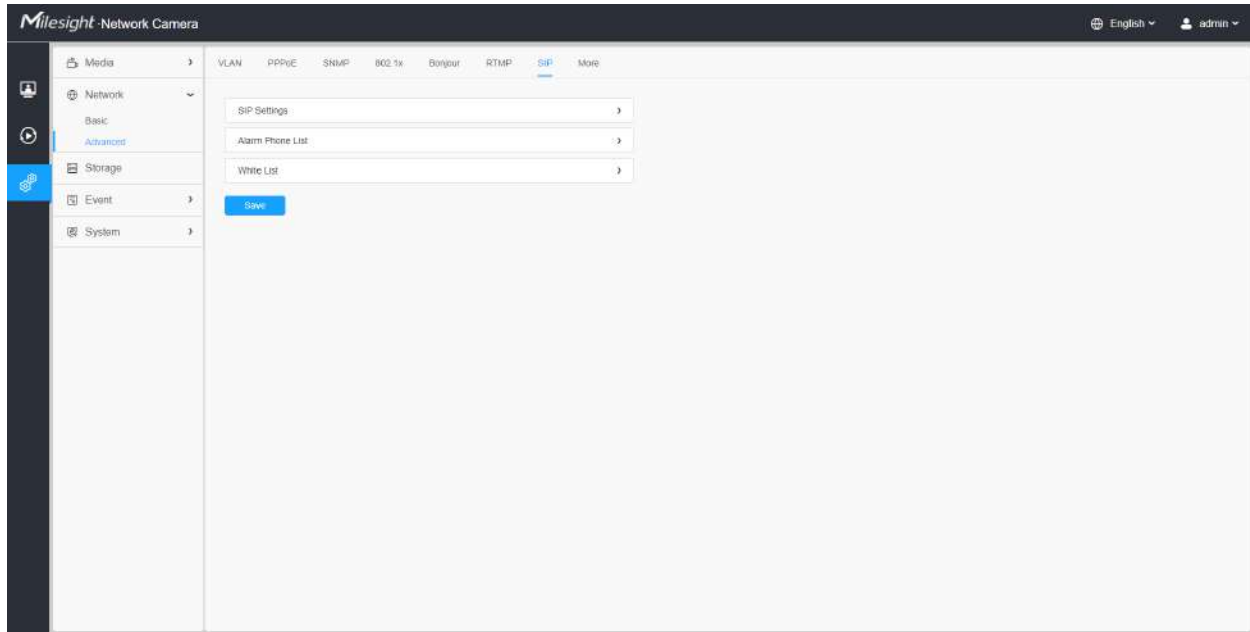 Milesight Network Camera
English
admin
Media
Network
Basic
Advanced
Storage
Event
System
VLAN PPPoE SNMP 802.1x Bonjour RTMP SIP More
SIP Settings
Alarm Phone List
White List
Save